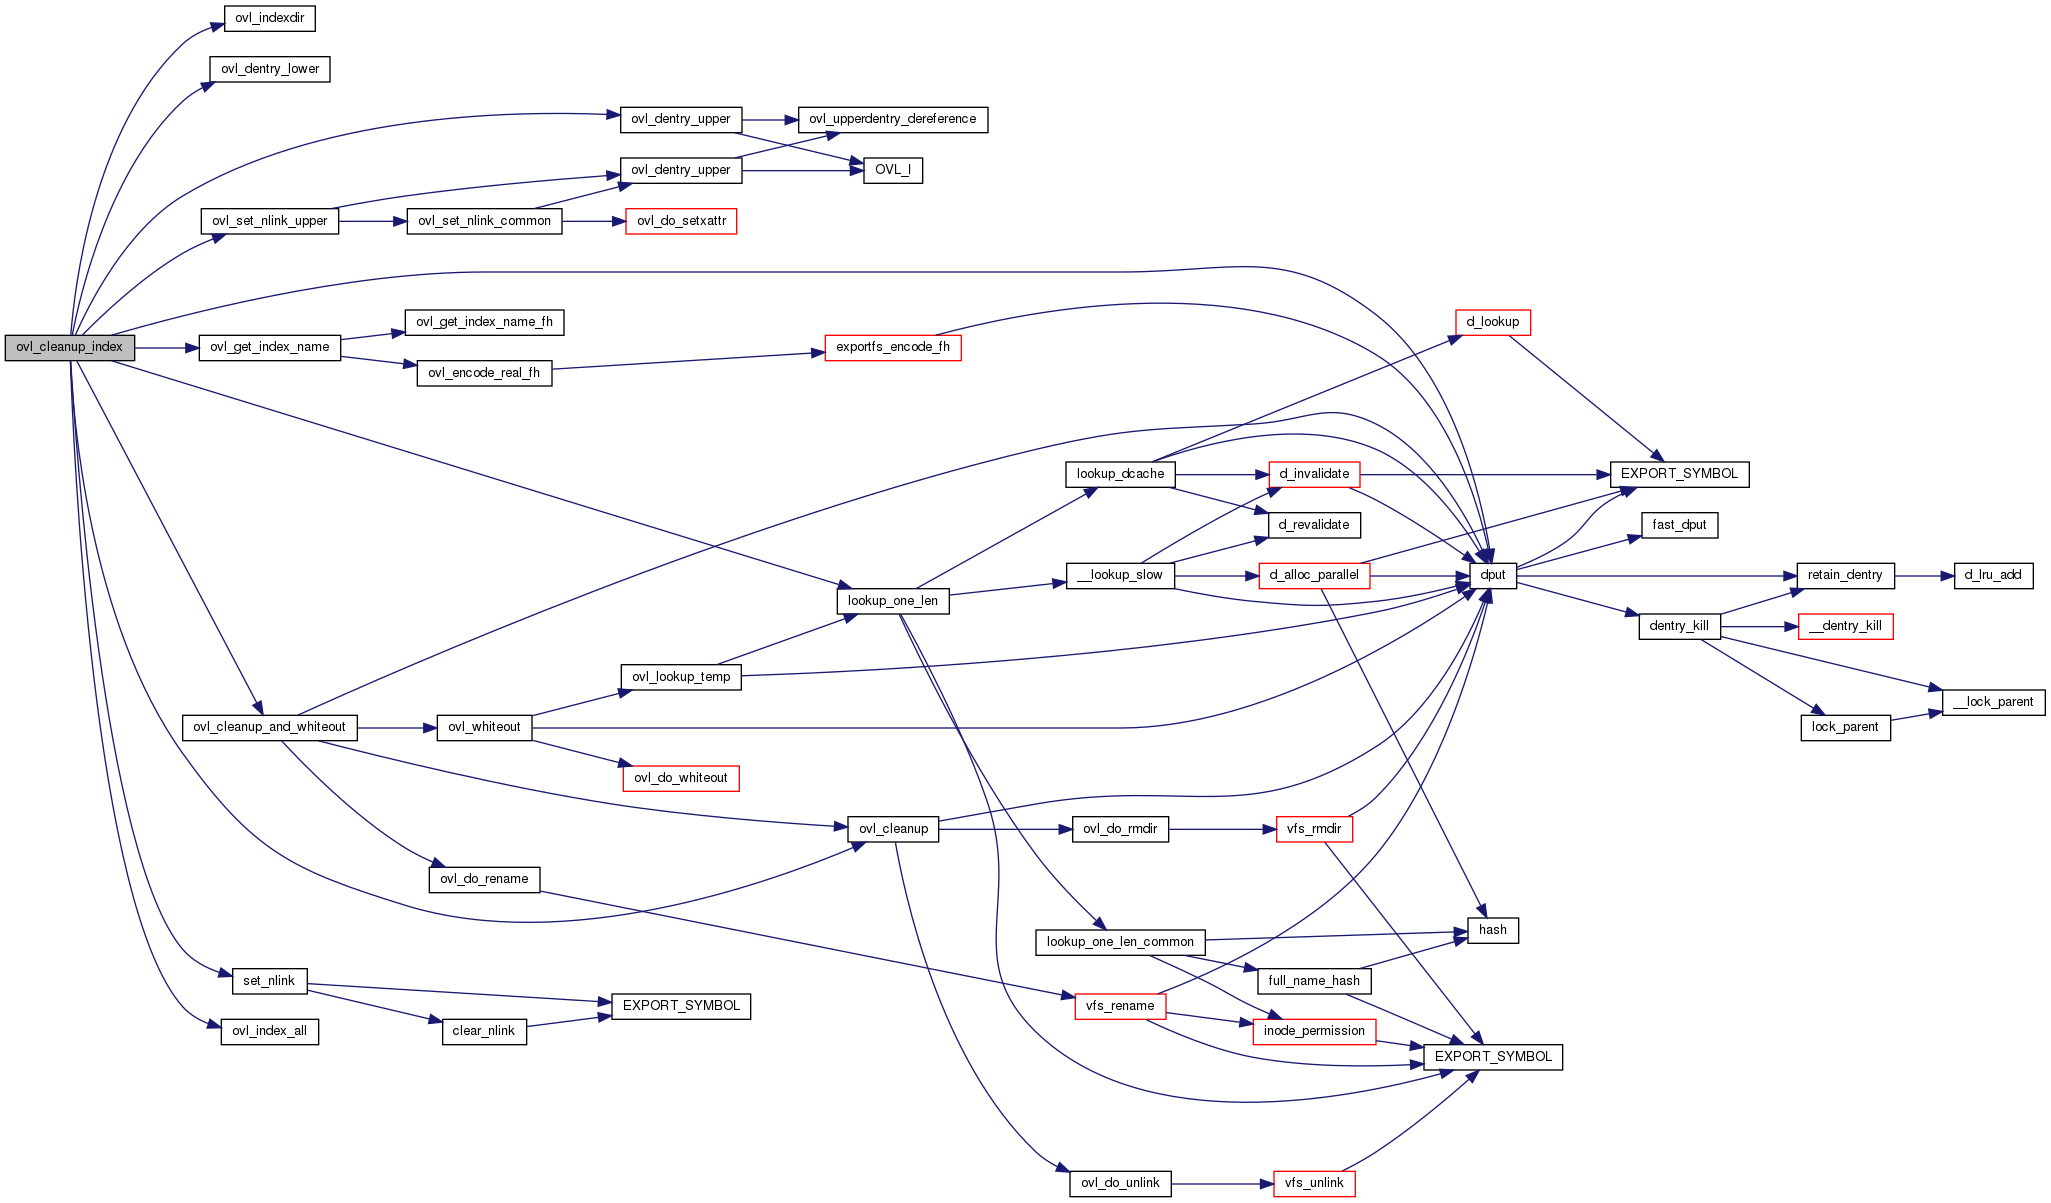 ovl_indexdir
ovl_dentry_lower
ovl_dentry_upper
ovl_upperdentry_dereference
ovl_dentry_upper
OVL_I
ovl_set_nlink_upper
ovl_set_nlink_common
ovl_do_setxattr
ovl_cleanup_index
ovl_get_index_name
ovl_get_index_name_fh
ovl_encode_real_fh
exportfs_encode_fh
d_lookup
lookup_dcache
d_invalidate
EXPORT_SYMBOL
d_revalidate
fast_dput
__lookup_slow
d_alloc_parallel
dput
retain_dentry
d_lru_add
lookup_one_len
dentry_kill
__dentry_kill
ovl_lookup_temp
__lock_parent
ovl_cleanup_and_whiteout
ovl_whiteout
lock_parent
ovl_do_whiteout
ovl_cleanup
ovl_do_rmdir
vfs_rmdir
ovl_do_rename
hash
lookup_one_len_common
full_name_hash
set_nlink
EXPORT_SYMBOL
vfs_rename
ovl_index_all
clear_nlink
inode_permission
EXPORT_SYMBOL
ovl_do_unlink
vfs_unlink